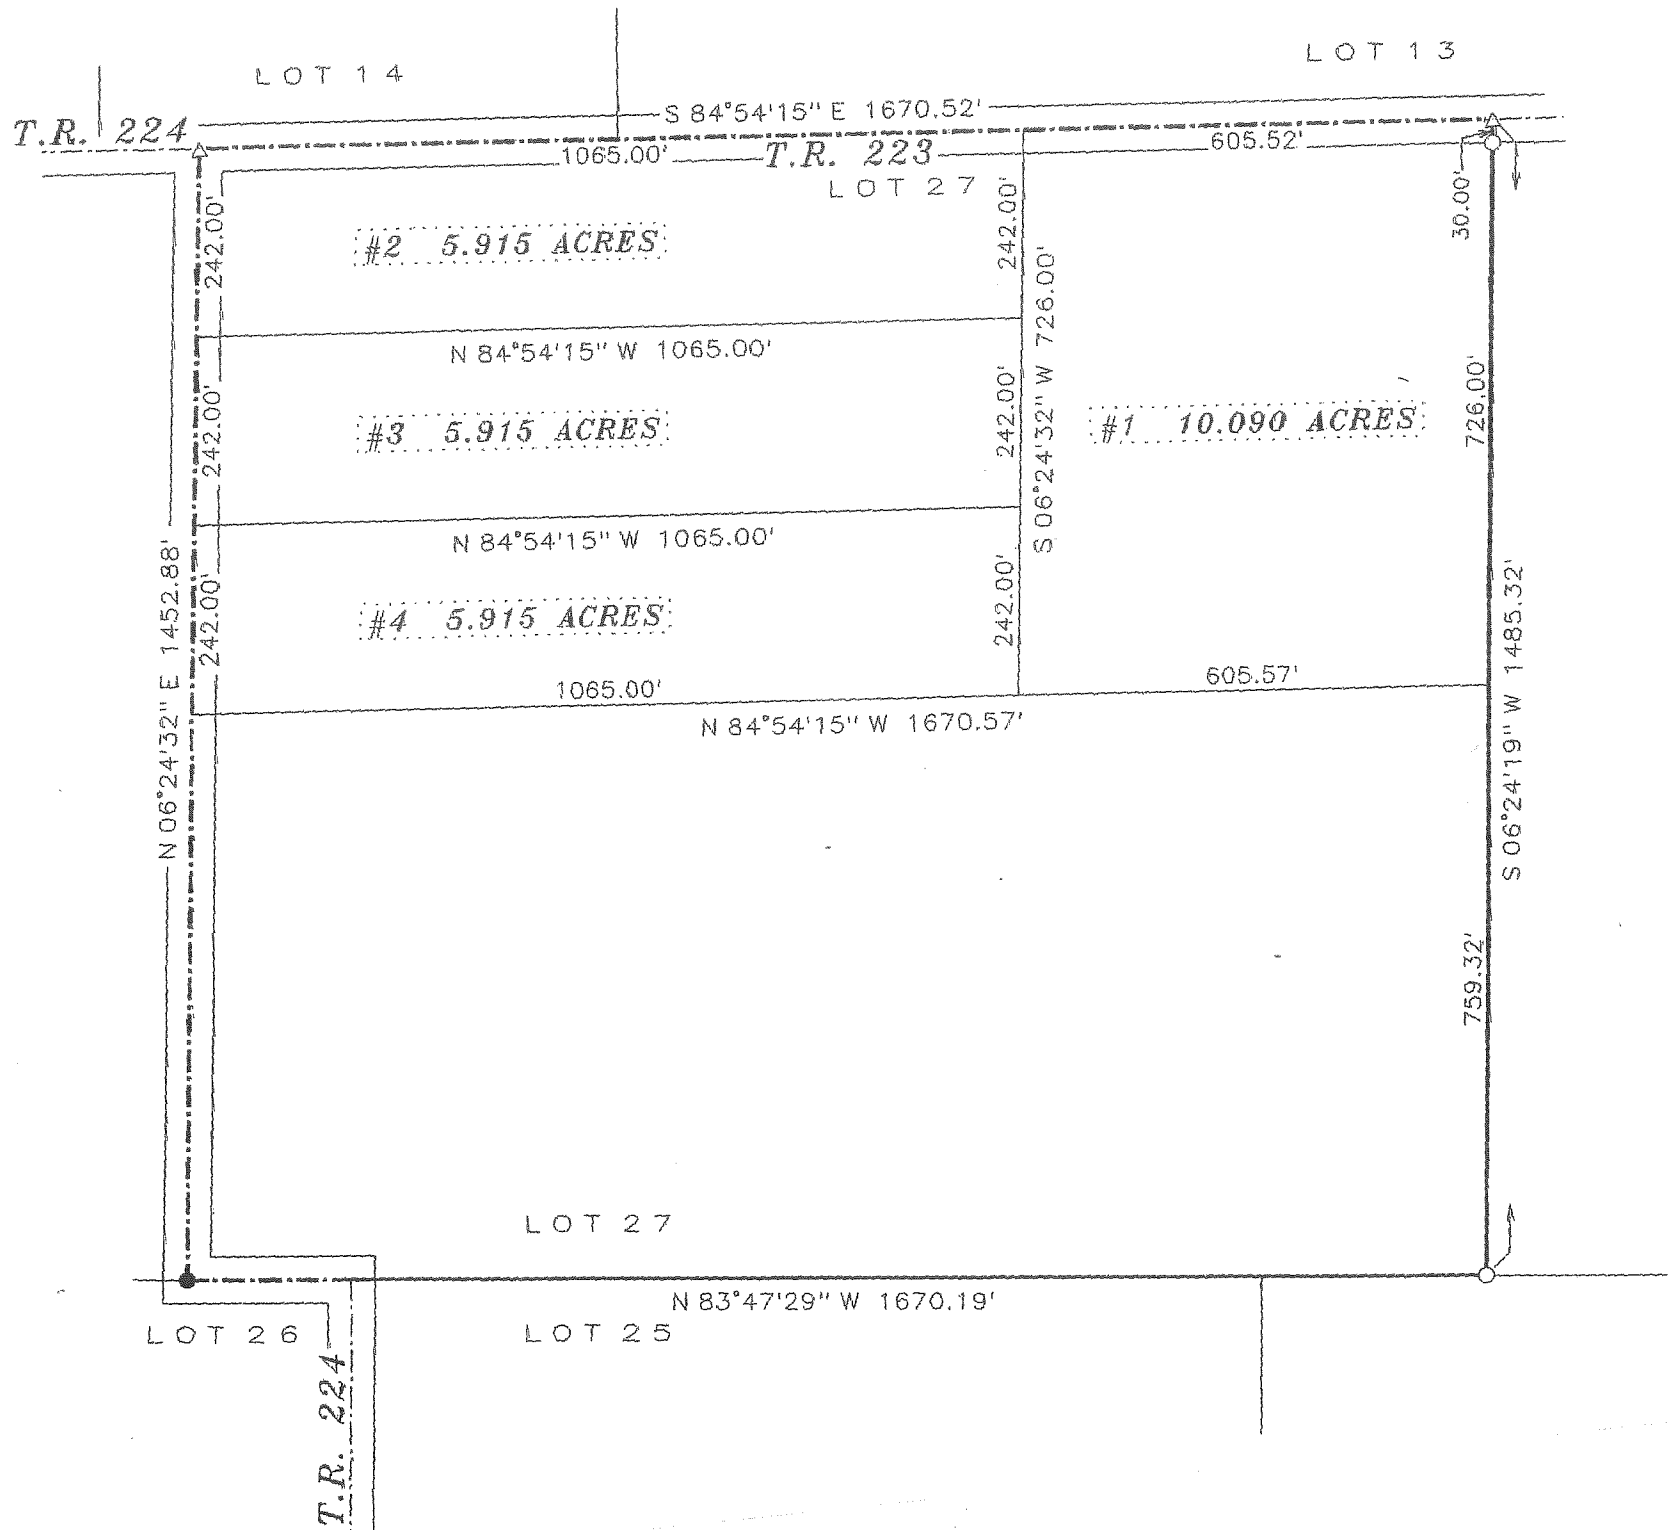 LOT 14
LOT 13
S 84°54'15" E 1670.52'
T.R. 224
1065.00'
T.R. 223
605.52'
LOT 27
30.00'
242.00'
242.00'
#2 5.915 ACRES
S 06°24'32" W 726.00'
N 84°54'15" W 1065.00'
242.00'
242.00'
#3 5.915 ACRES
#1 10.090 ACRES
726.00'
N 84°54'15" W 1065.00'
N 06°24'32" E 1452.88'
242.00'
242.00'
#4 5.915 ACRES
S 06°24'19" W 1485.32'
1065.00'
605.57'
N 84°54'15" W 1670.57'
759.32'
LOT 27
N 83°47'29" W 1670.19'
LOT 26
LOT 25
T.R. 224